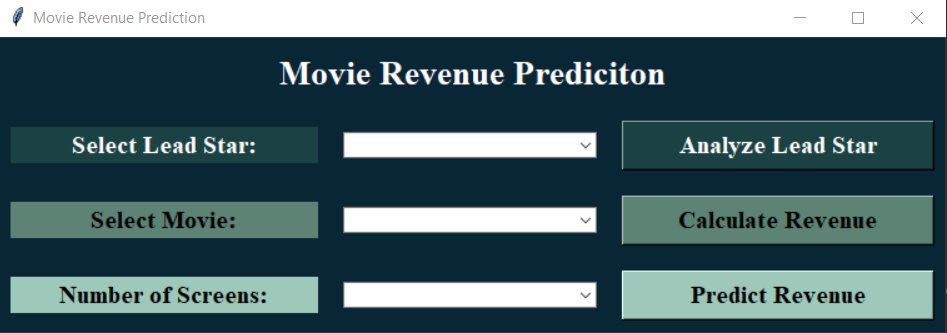 Movie Revenue Prediction
Movie Revenue Prediciton
Select Lead Star:
Analyze Lead Star
Select Movie:
Calculate Revenue
Number of Screens:
Predict Revenue